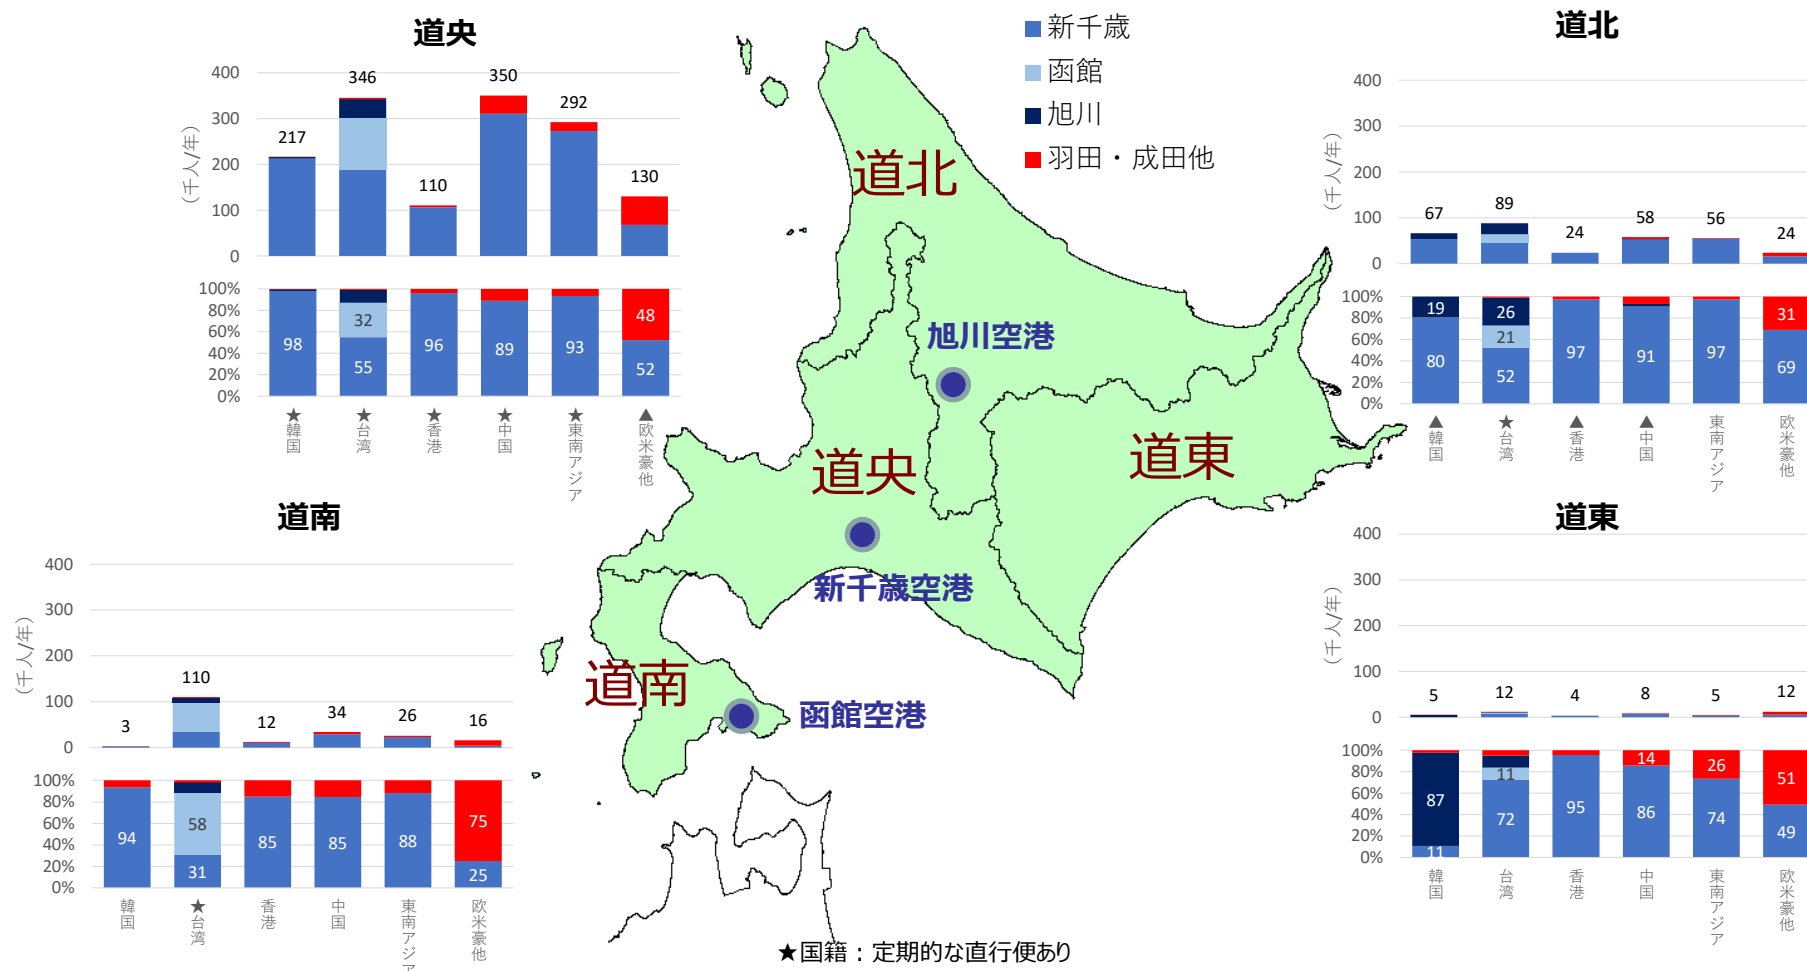 道央
(千人/年)
400
300
200
100
0
217
346
110
350
292
130
100%
80%
60%
40%
20%
0%
98
55
32
96
89
93
52
48
★韓国
★台湾
★香港
★中国
★東南アジア
▲欧米豪他
新千歳
函館
旭川
羽田・成田他
道北
(千人/年)
400
300
200
100
0
67
89
24
58
56
24
100%
80%
60%
40%
20%
0%
80
19
52
21
26
97
91
97
69
31
▲韓国
★台湾
▲香港
▲中国
東南アジア
欧米豪他
道北
旭川空港
道央
道東
新千歳空港
道南
函館空港
道南
(千人/年)
400
300
200
100
0
3
110
12
34
26
16
100%
80%
60%
40%
20%
0%
94
31
58
85
85
88
25
75
韓国
★台湾
香港
中国
東南アジア
欧米豪他
道東
(千人/年)
400
300
200
100
0
5
12
4
8
5
12
100%
80%
60%
40%
20%
0%
11
87
72
11
95
86
14
74
26
49
51
韓国
台湾
香港
中国
東南アジア
欧米豪他
★国籍：定期的な直行便あり